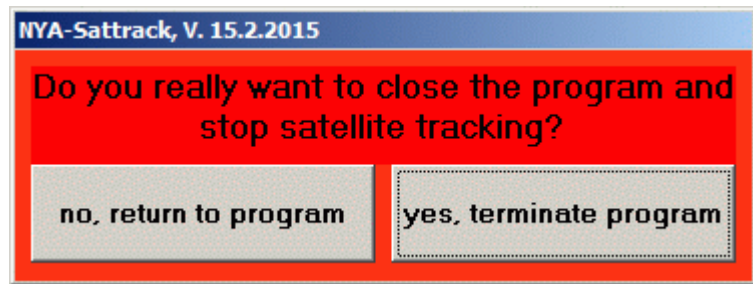 NYA-Sattrack, V. 15.2.2015
Do you really want to close the program and
stop satellite tracking?
no, return to program
yes, terminate program